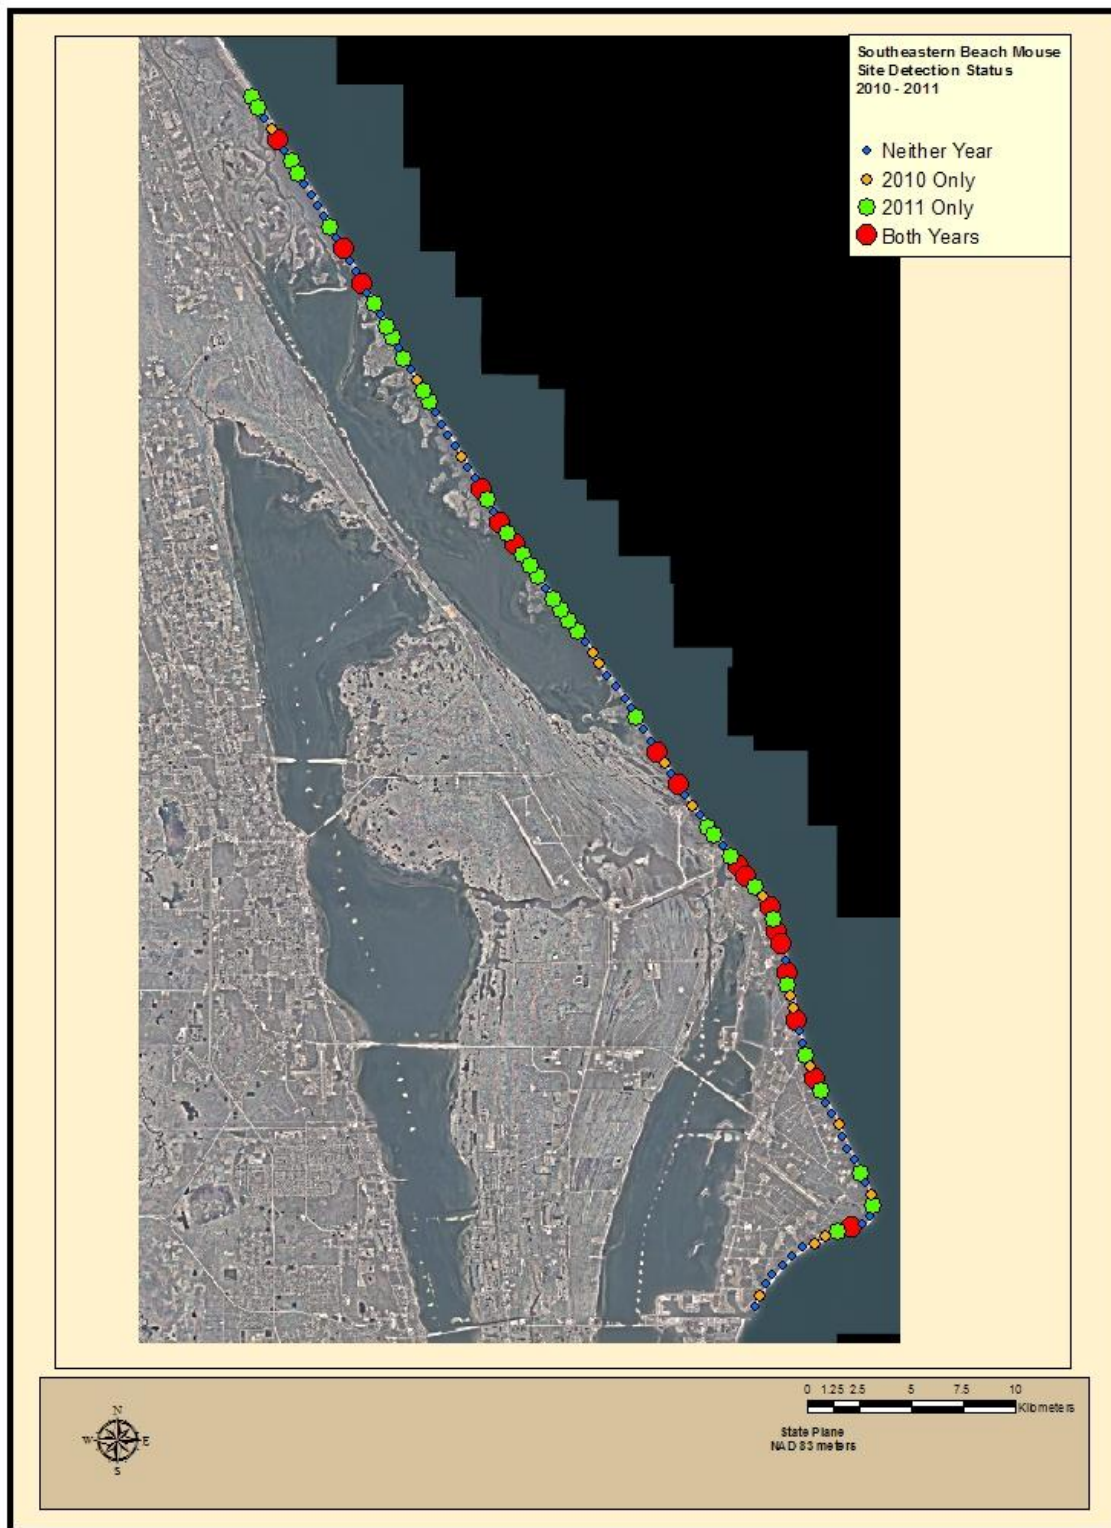 Southeastern Beach Mouse
Site Detection Status
2010 - 2011
Neither Year
2010 Only
2011 Only
Both Years
N
W E
S
0 1.25 2.5 5 7.5 10
Kilometers
State Plane
NAD 83 meters